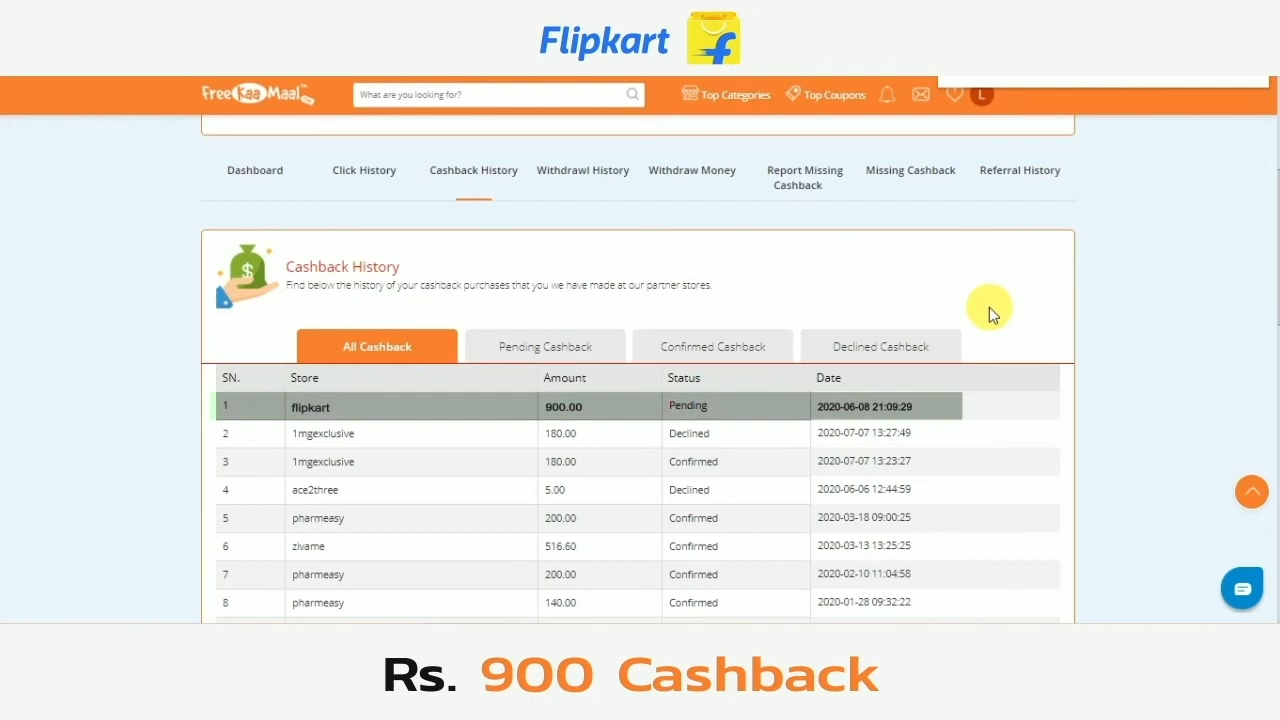 Flipkart
FreeKaaMaal
What are you looking for?
Top Categories
Top Coupons
L
Dashboard
Click History
Cashback History
Withdrawl History
Withdraw Money
Report Missing
Cashback
Missing Cashback
Referral History
Cashback History
Find below the history of your cashback purchases that you we have made at our partner stores.
All Cashback
Pending Cashback
Confirmed Cashback
Declined Cashback
SN. Store Amount Status Date
1 flipkart 900.00 Pending 2020-06-08 21:09:29
2 1mgexclusive 180.00 Declined 2020-07-07 13:27:49
3 1mgexclusive 180.00 Confirmed 2020-07-07 13:23:27
4 ace2three 5.00 Declined 2020-06-06 12:44:59
5 pharmeasy 200.00 Confirmed 2020-03-18 09:00:25
6 zivame 516.60 Confirmed 2020-03-13 13:25:25
7 pharmeasy 200.00 Confirmed 2020-02-10 11:04:58
8 pharmeasy 140.00 Confirmed 2020-01-28 09:32:22
Rs. 900 Cashback